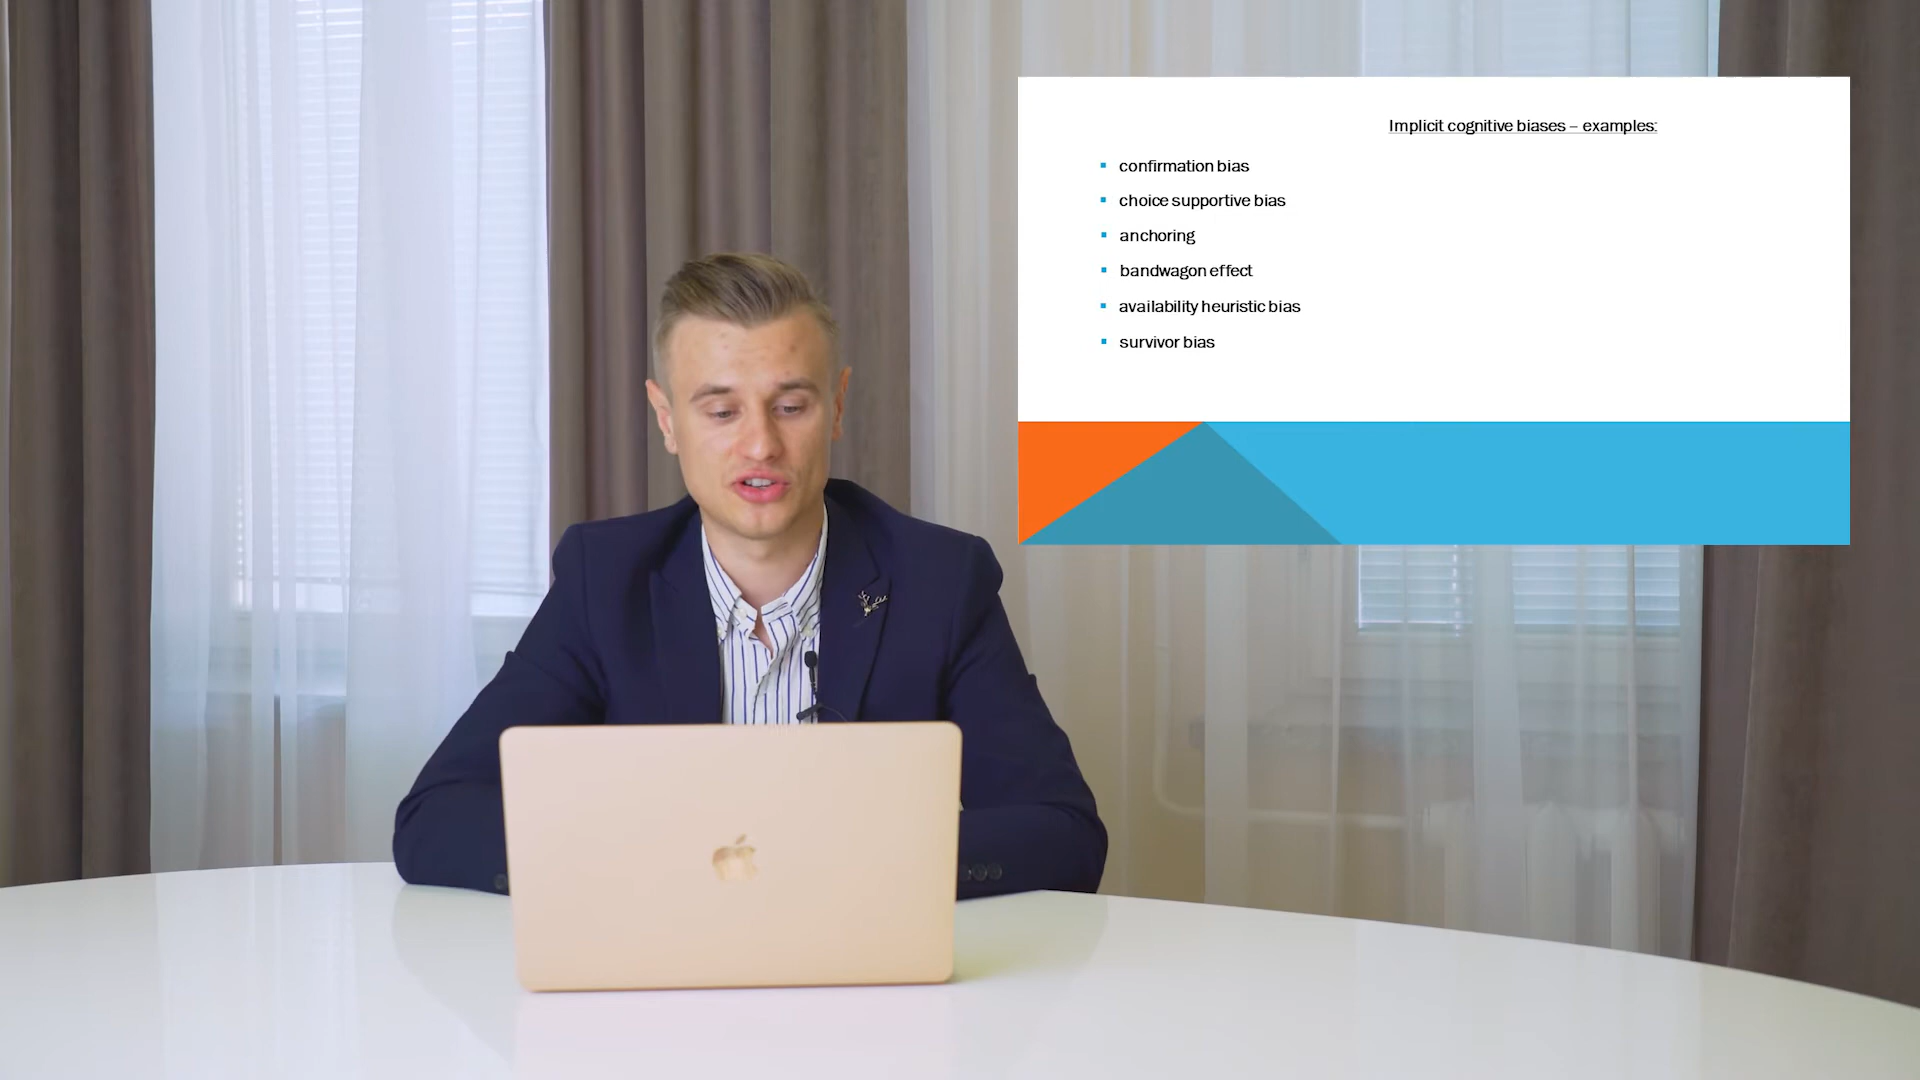 Implicit cognitive biases – examples:
confirmation bias
choice supportive bias
anchoring
bandwagon effect
availability heuristic bias
survivor bias